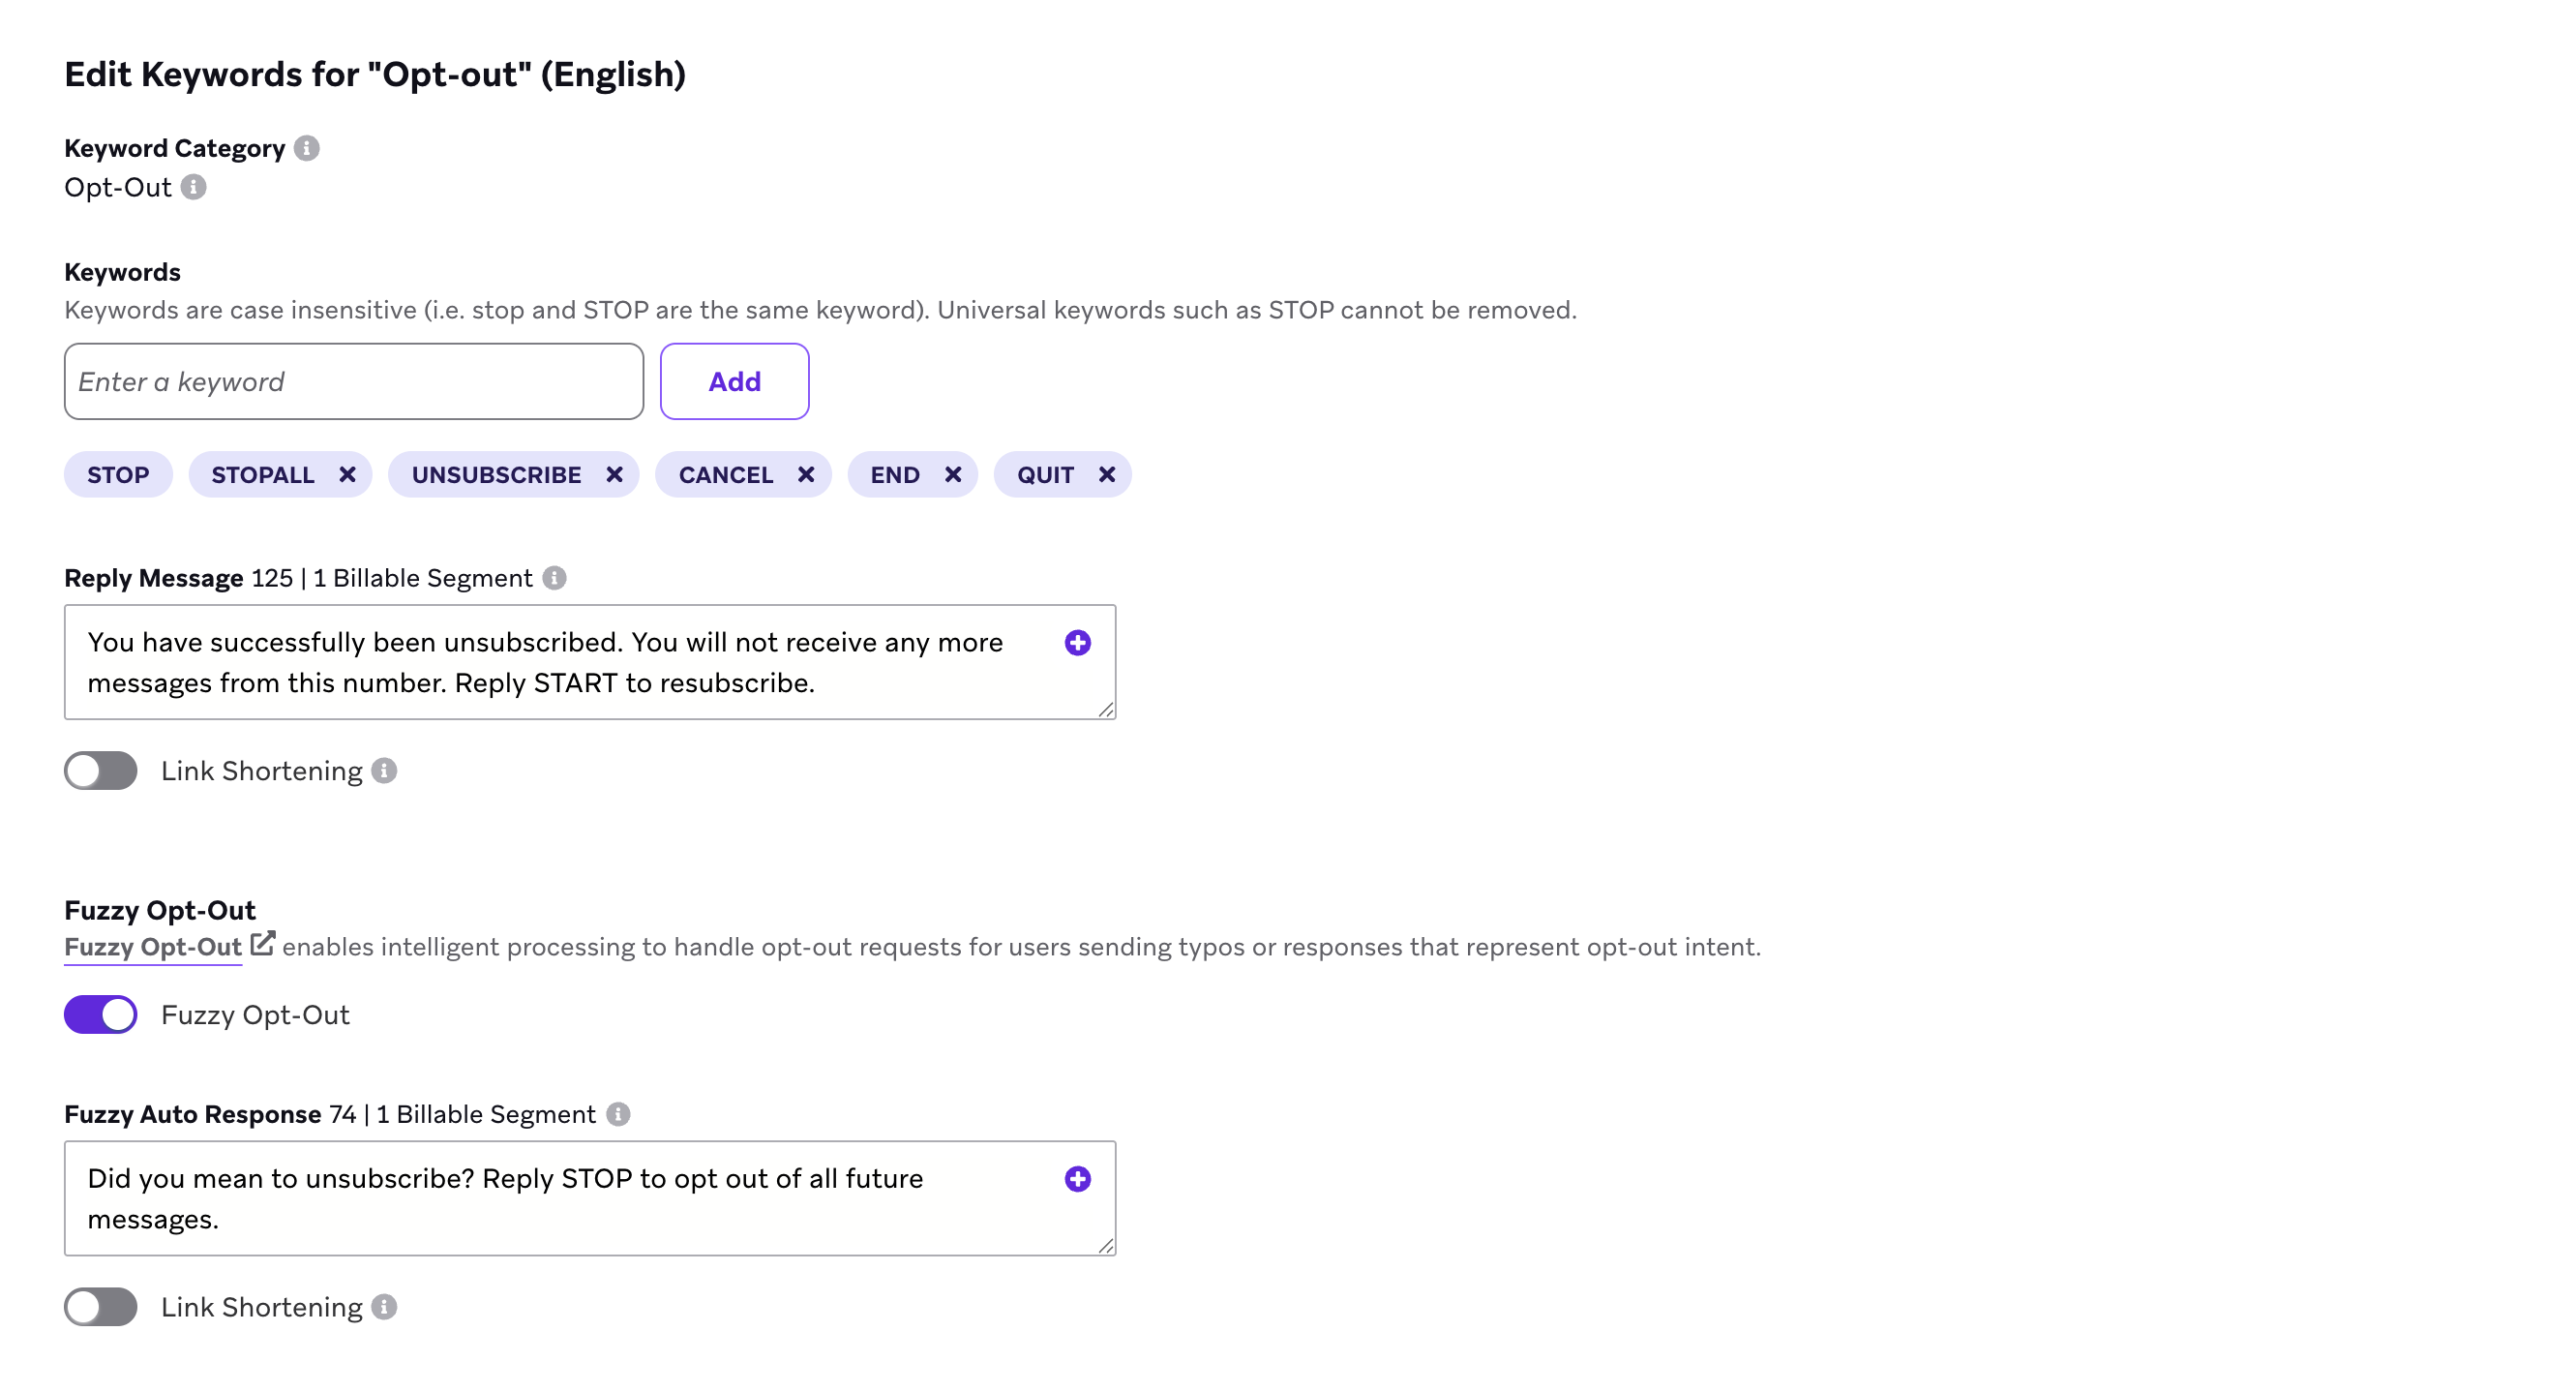 Edit Keywords for "Opt-out" (English)
Keyword Category
Opt-Out
Keywords
Keywords are case insensitive (i.e. stop and STOP are the same keyword). Universal keywords such as STOP cannot be removed.
Enter a keyword
Add
STOP STOPALL UNSUBSCRIBE CANCEL END QUIT
Reply Message 125 | 1 Billable Segment
You have successfully been unsubscribed. You will not receive any more
messages from this number. Reply START to resubscribe.
Link Shortening
Fuzzy Opt-Out
Fuzzy Opt-Out enables intelligent processing to handle opt-out requests for users sending typos or responses that represent opt-out intent.
Fuzzy Opt-Out
Fuzzy Auto Response 74 | 1 Billable Segment
Did you mean to unsubscribe? Reply STOP to opt out of all future
messages.
Link Shortening